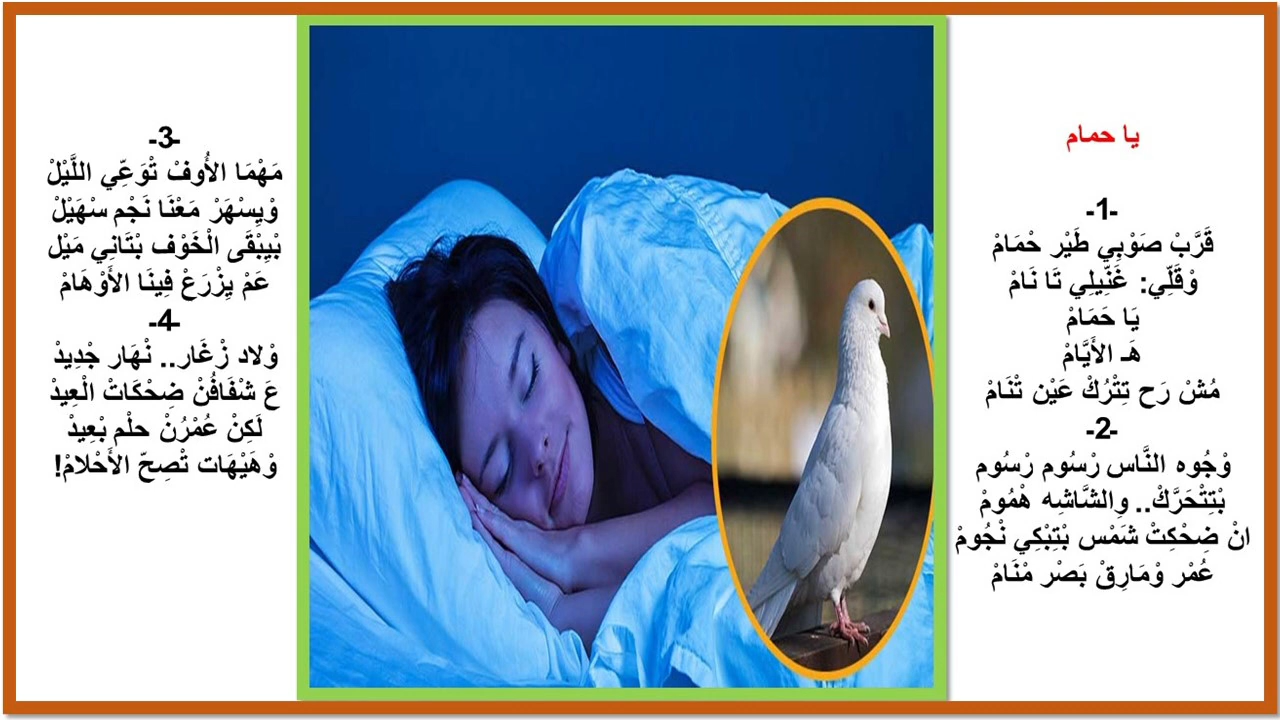 يا حمام
-1-
قَرَّبْ صَوْبِي طَيْر حْمَامْ
وْقَلِّي: غَنِّيلِي تَا نَامْ
يَا حَمَامْ
هَـ الأَيَّامْ
مُشْ رَح تِتْرُكْ عَيْن تْنَامْ
-2-
وْجُوه النَّاس رْسُوم رْسُوم
بْتِتْحَرَّكْ.. وِالشَّاشِه هْمُومْ
انْ ضِحْكِتْ شَمْس بْتِبْكِي نْجُومْ
عُمْر وْمَارِقْ بَصْر مْنَامْ
-3-
مَهْمَا الأُوفْ تْوَعِّي اللَّيْلْ
وْيِسْهَرْ مَعْنَا نَجْم سْهَيْلْ
بْيِبْقَى الْخَوْف بْتَانِي مَيْل
عَمْ يِزْرَعْ فِينَا الأَوْهَامْ
-4-
وْلاد زْغَار.. نْهَار جْدِيدْ
عَ شْفَافُنْ ضِحْكَاتْ الْعِيدْ
لَكِنْ عُمْرُنْ حلْم بْعِيدْ
وْهَيْهَات تْصِحّ الأَحْلامْ!